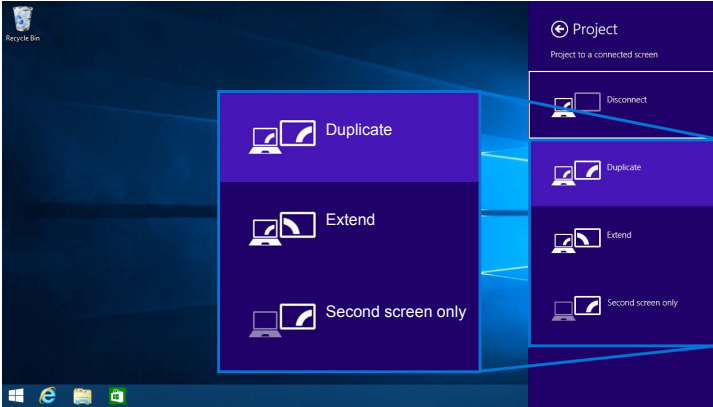 Recycle Bin
Project
Project to a connected screen
Disconnect
Duplicate
Extend
Second screen only
Duplicate
Extend
Second screen only